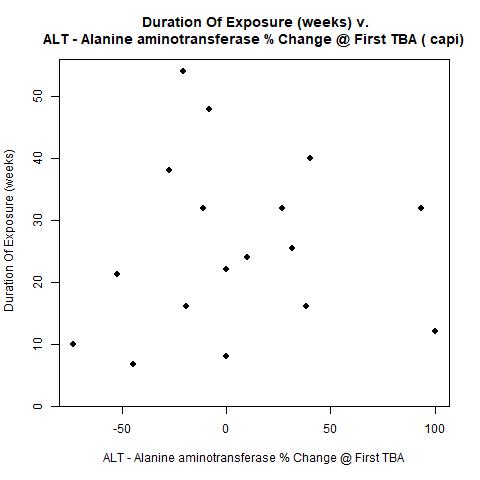 Duration Of Exposure (weeks) v.
ALT - Alanine aminotransferase % Change @ First TBA ( capi)
Duration Of Exposure (weeks)
50
40
30
20
10
0
-50
0
50
100
ALT - Alanine aminotransferase % Change @ First TBA